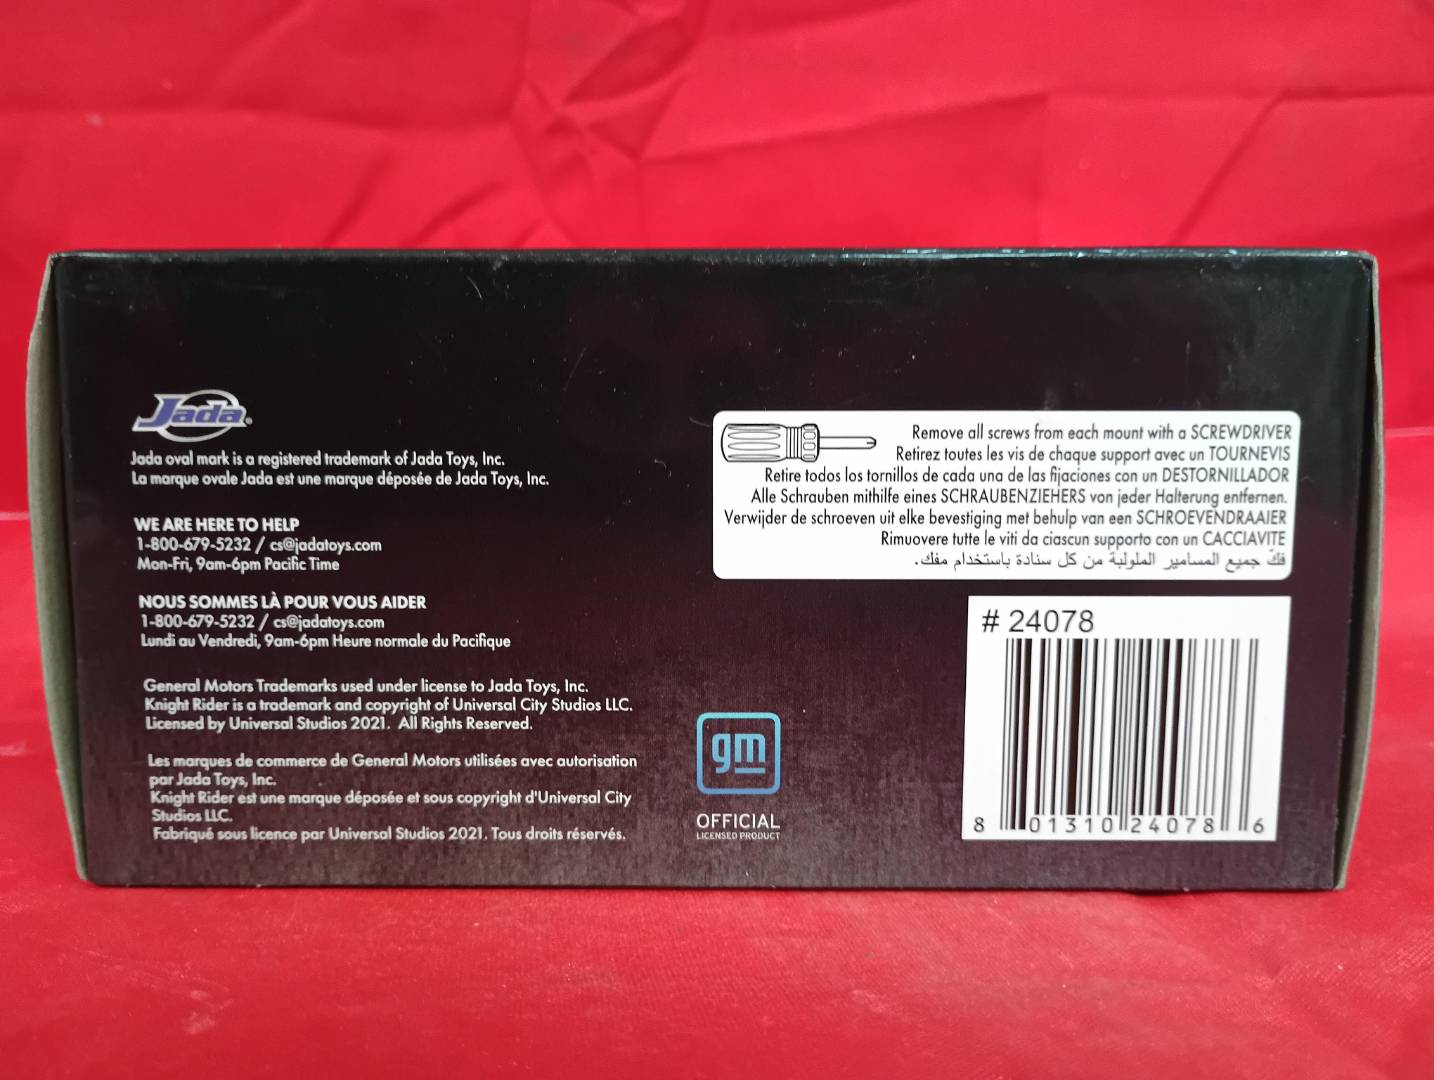 Jada®
Jada oval mark is a registered trademark of Jada Toys, Inc.
La marque ovale Jada est une marque déposée de Jada Toys, Inc.
WE ARE HERE TO HELP
1-800-679-5232 / cs@jadatoys.com
Mon-Fri, 9am-6pm Pacific Time
NOUS SOMMES LÀ POUR VOUS AIDER
1-800-679-5232 / cs@jadatoys.com
Lundi au Vendredi, 9am-6pm Heure normale du Pacifique
General Motors Trademarks used under license to Jada Toys, Inc.
Knight Rider is a trademark and copyright of Universal City Studios LLC.
Licensed by Universal Studios 2021. All Rights Reserved.
Les marques de commerce de General Motors utilisées avec autorisation
par Jada Toys, Inc.
Knight Rider est une marque déposée et sous copyright d'Universal City
Studios LLC.
Fabriqué sous licence par Universal Studios 2021. Tous droits réservés.
gm
OFFICIAL
LICENSED PRODUCT
Remove all screws from each mount with a SCREWDRIVER
Retirez toutes les vis de chaque support avec un TOURNEVIS
Retire todos los tornillos de cada una de las fijaciones con un DESTORNILLADOR
Alle Schrauben mithilfe eines SCHRAUBENZIEHERS von jeder Halterung entfernen.
Verwijder de schroeven uit elke bevestiging met behulp van een SCHROEVENDRAAIER
Rimuovere tutte le viti da ciascun supporto con un CACCIAVITE
فكّ جميع المسامير الملولبة من كل سنادة باستخدام مفك.
# 24078
8 01310 24078 6